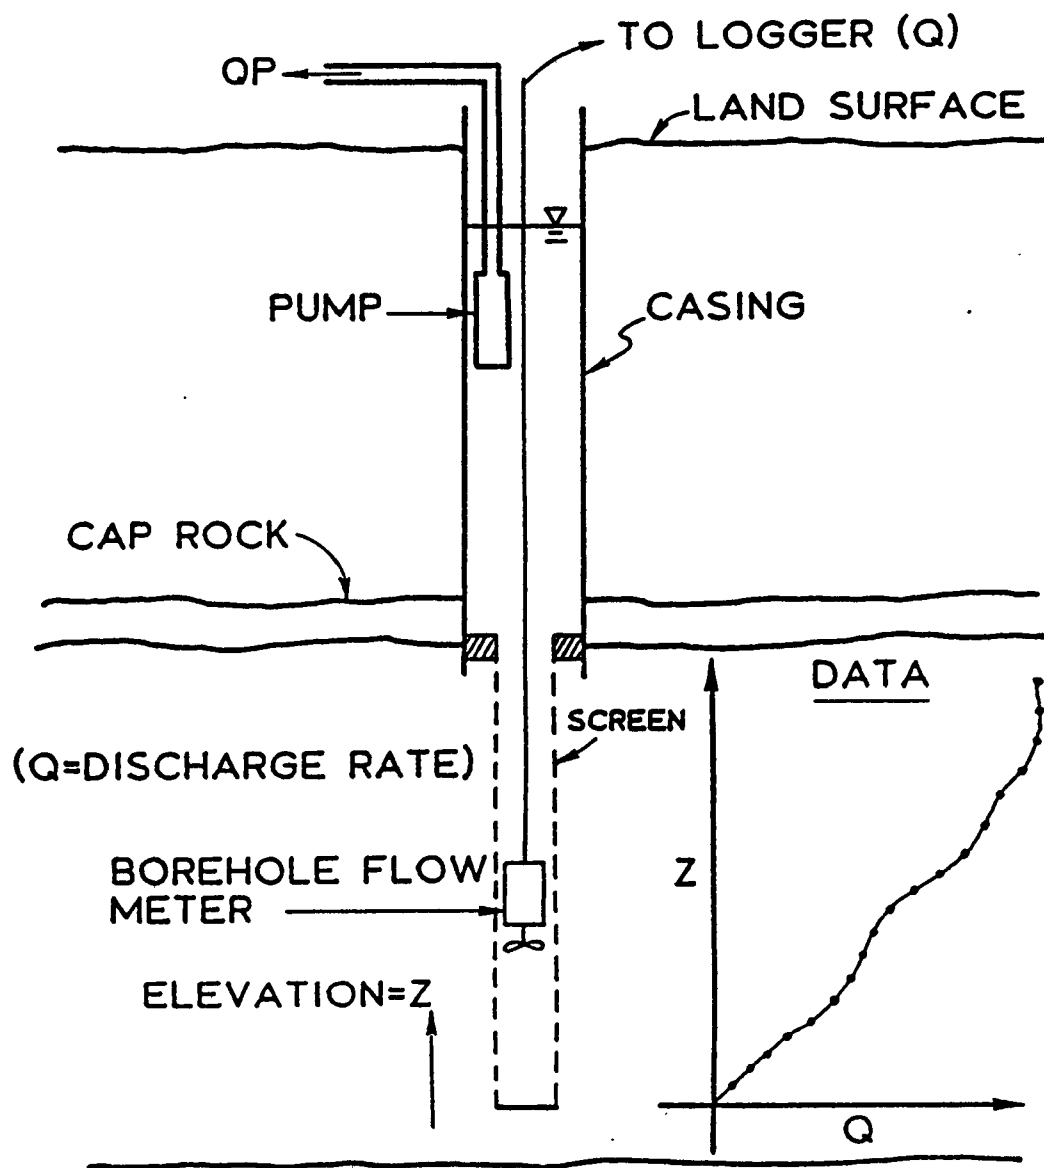 TO LOGGER (Q)
QP
LAND SURFACE
PUMP
CASING
CAP ROCK
DATA
SCREEN
(Q=DISCHARGE RATE)
BOREHOLE FLOW
METER
Z
ELEVATION=Z
Q